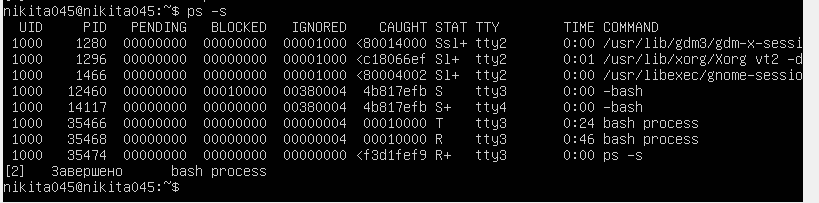 nikita045@nikita045:~$ ps -s
UID PID PENDING BLOCKED IGNORED CAUGHT STAT TTY TIME COMMAND
1000 1280 00000000 00000000 00001000 <80014000 Ssl+ tty2 0:00 /usr/lib/gdm3/gdm-x-sessi
1000 1296 00000000 00000000 00001000 <c18066ef Sl+ tty2 0:01 /usr/lib/xorg/Xorg vt2 -d
1000 1466 00000000 00000000 00001000 <80004002 Sl+ tty2 0:00 /usr/libexec/gnome-sessio
1000 12460 00000000 00010000 00380004 4b817efb S tty3 0:00 -bash
1000 14117 00000000 00000000 00380004 4b817efb S+ tty4 0:00 -bash
1000 35466 00000000 00000000 00000004 00010000 T tty3 0:24 bash process
1000 35468 00000000 00000000 00000004 00010000 R tty3 0:46 bash process
1000 35474 00000000 00000000 00000000 <f3d1fef9 R+ tty3 0:00 ps -s
[2] Завершено bash process
nikita045@nikita045:~$